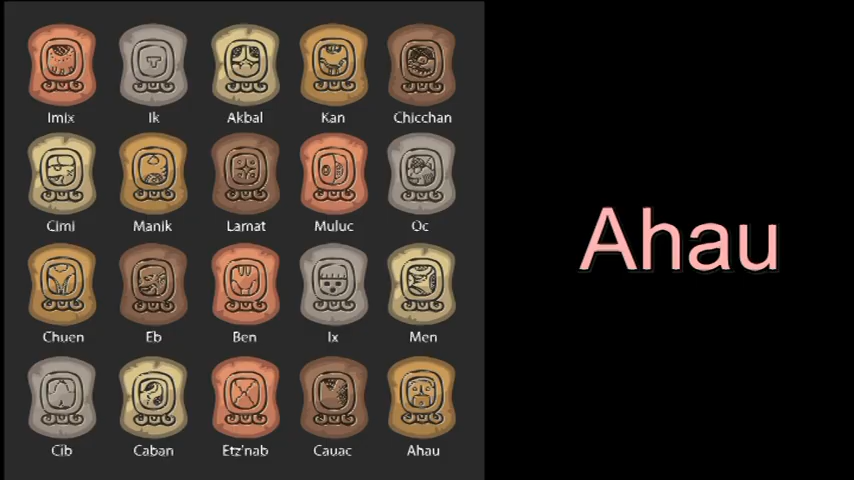 Imix Ik Akbal Kan Chicchan
Cimi Manik Lamat Muluc Oc
Chuen Eb Ben Ix Men
Cib Caban Etz'nab Cauac Ahau
Ahau